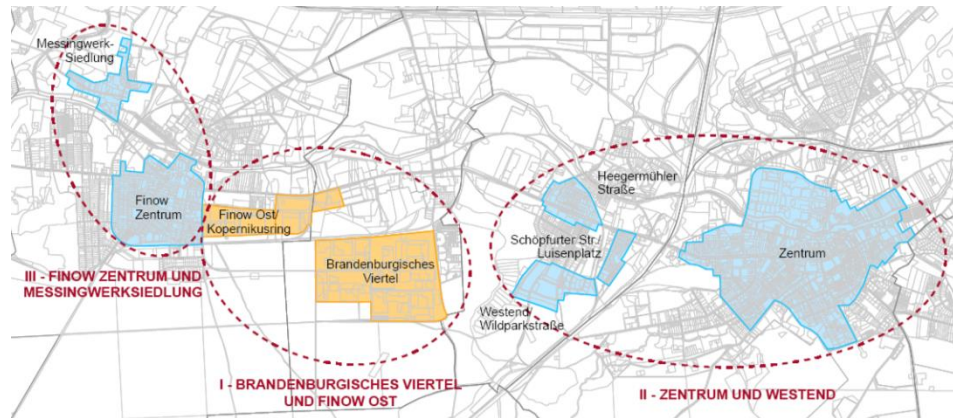 Messingwerk-
Siedlung
Finow
Zentrum
III - FINOW ZENTRUM UND
MESSINGWERKSIEDLUNG
Finow Ost/
Kopernikusring
Brandenburgisches
Viertel
I - BRANDENBURGISCHES VIERTEL
UND FINOW OST
Heegermühler
Straße
Schöpfurter Str./
Luisenplatz
Westend/
Wildparkstraße
Zentrum
II - ZENTRUM UND WESTEND